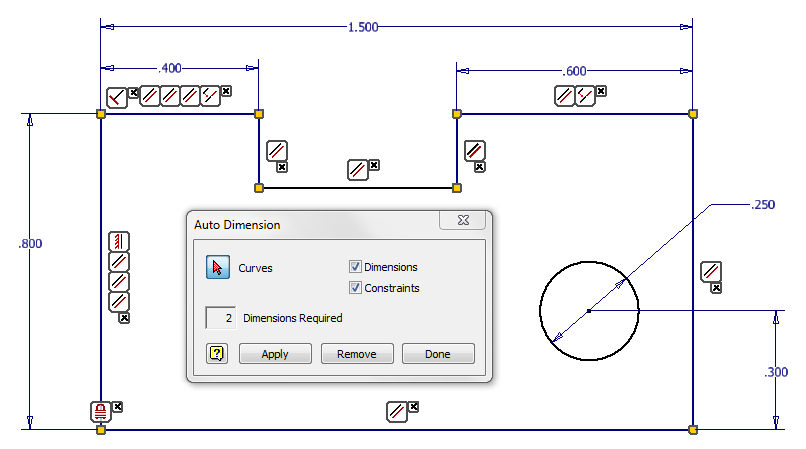 1.500
.400
.600
.800
.250
.300
Auto Dimension
Curves
Dimensions
Constraints
2 Dimensions Required
Apply Remove Done